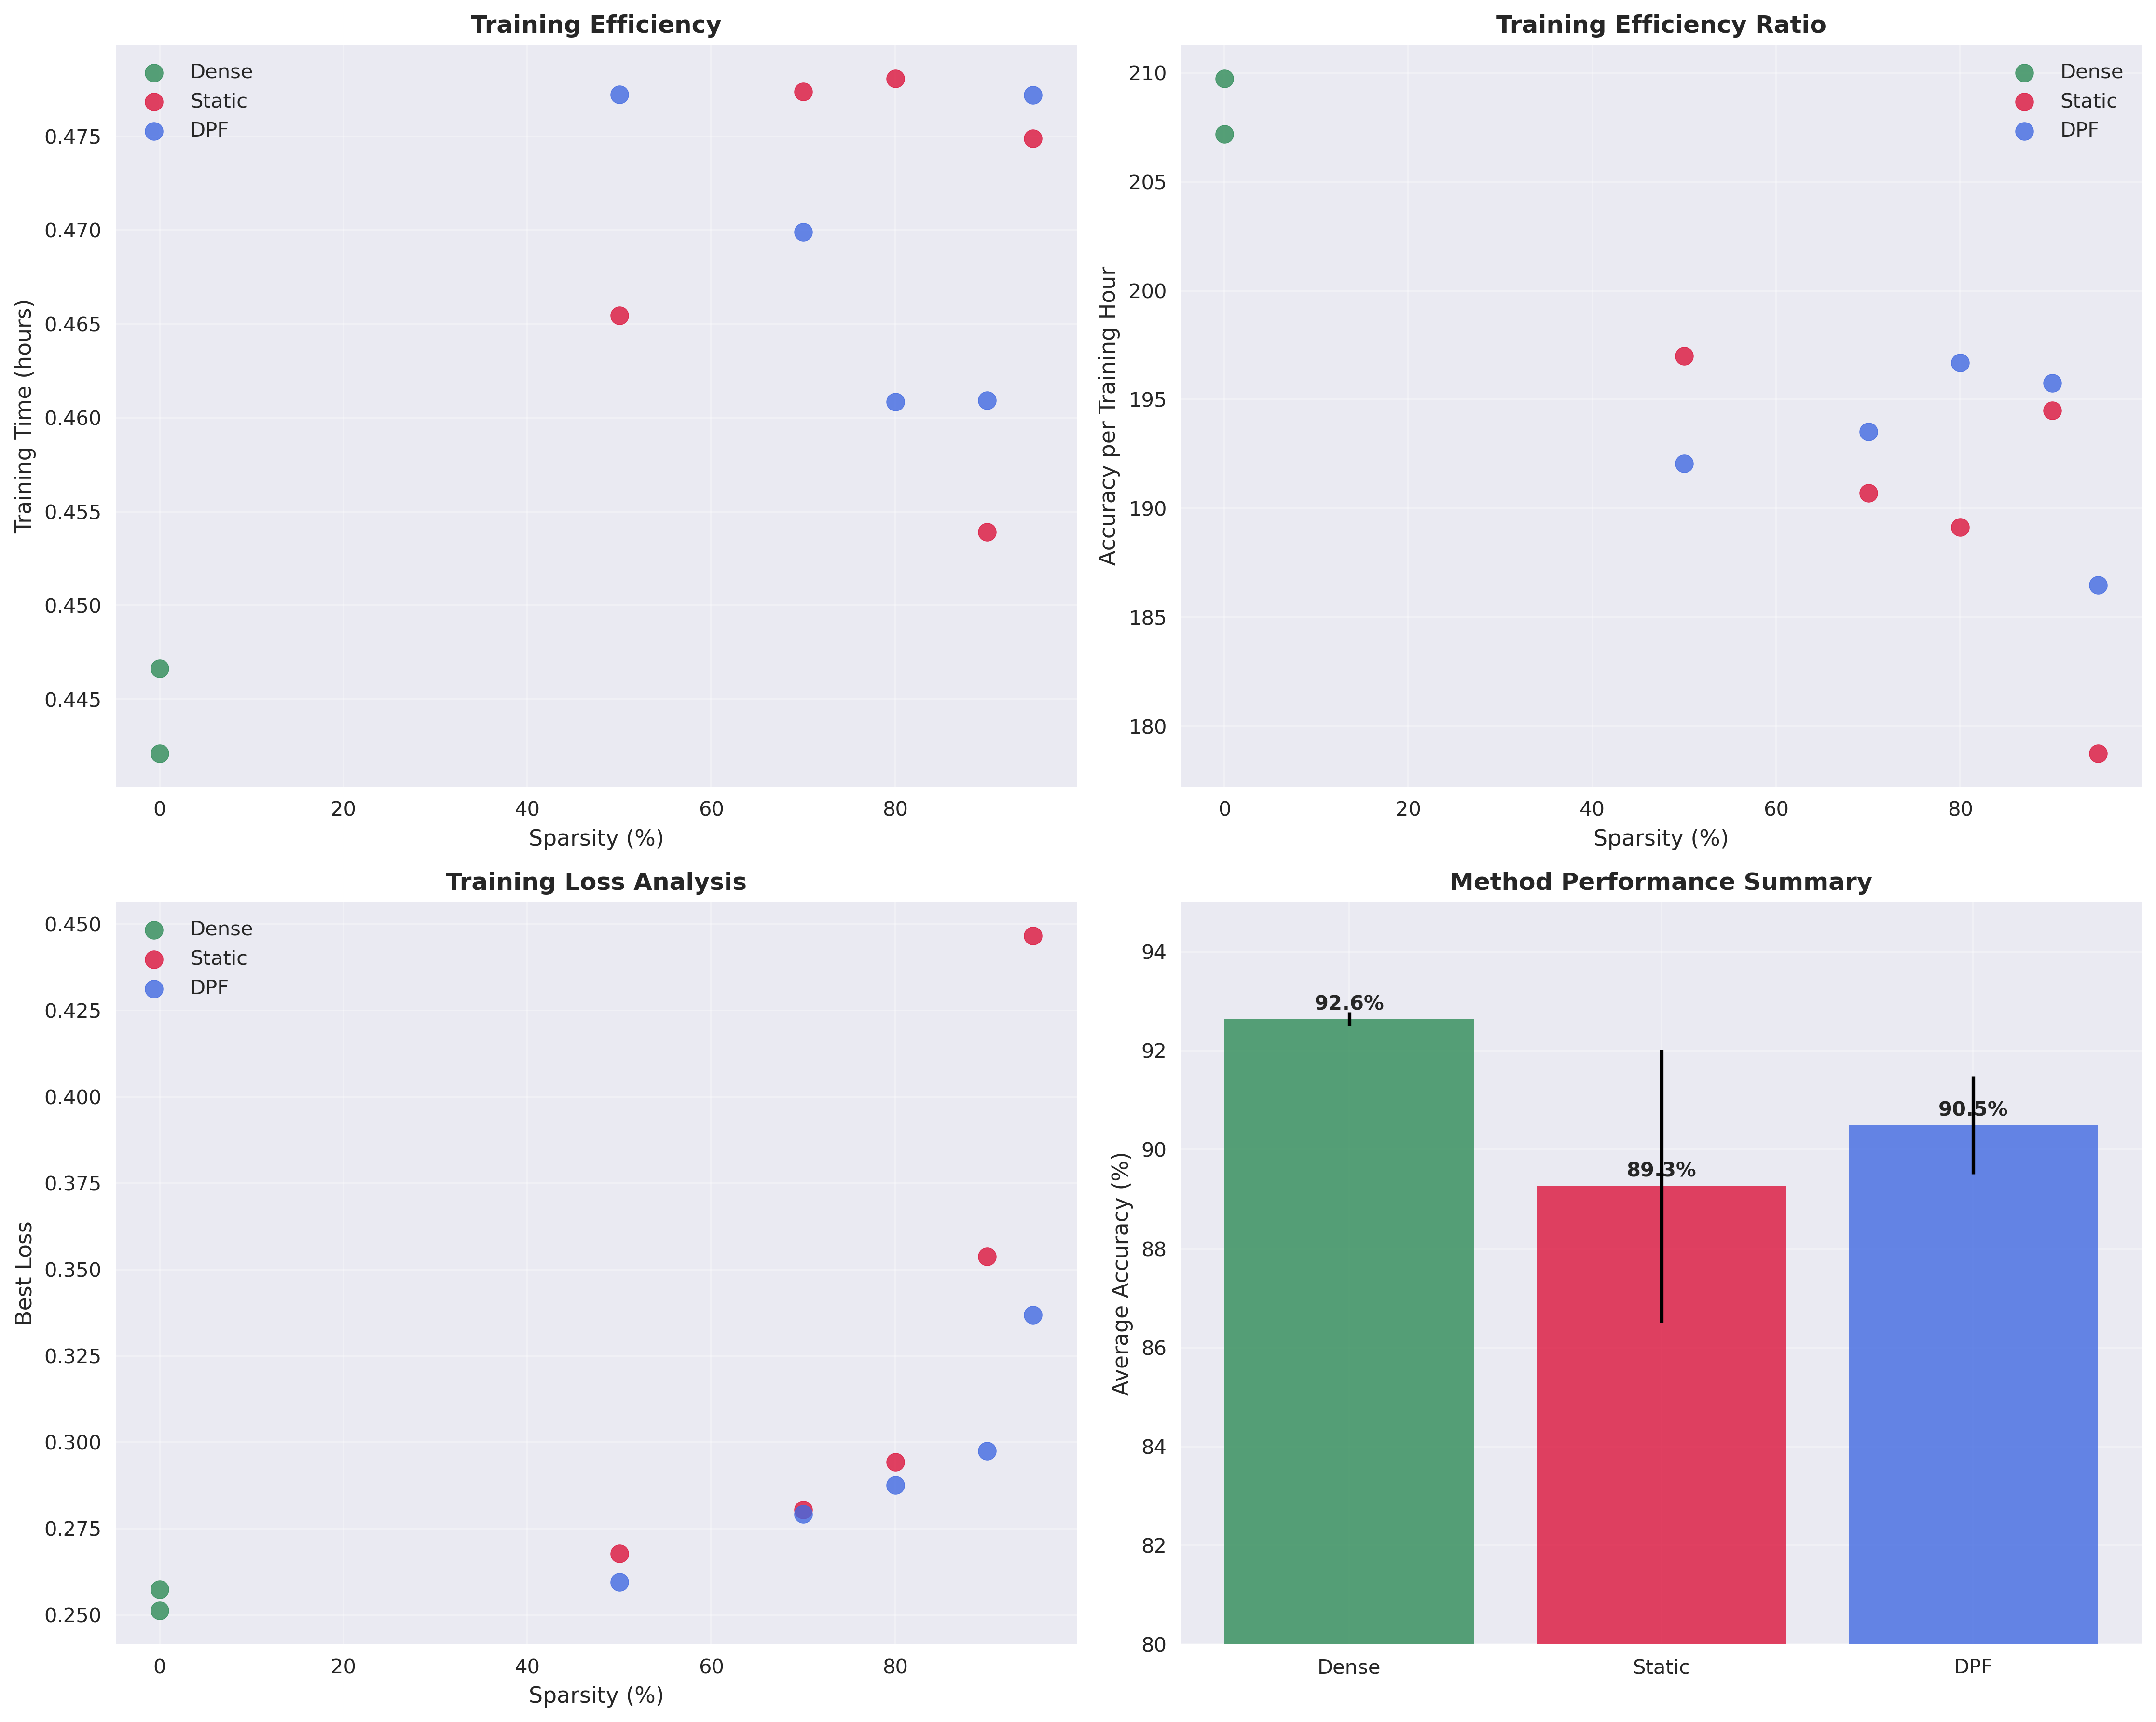 Training Efficiency
Dense
Static
DPF
Training Time (hours)
0.475
0.470
0.465
0.460
0.455
0.450
0.445
0
20
40
60
80
Sparsity (%)
Training Efficiency Ratio
Dense
Static
DPF
Accuracy per Training Hour
210
205
200
195
190
185
180
0
20
40
60
80
Sparsity (%)
Training Loss Analysis
Dense
Static
DPF
Best Loss
0.450
0.425
0.400
0.375
0.350
0.325
0.300
0.275
0.250
0
20
40
60
80
Sparsity (%)
Method Performance Summary
Average Accuracy (%)
94
92
90
88
86
84
82
80
92.6%
89.3%
90.5%
Dense
Static
DPF